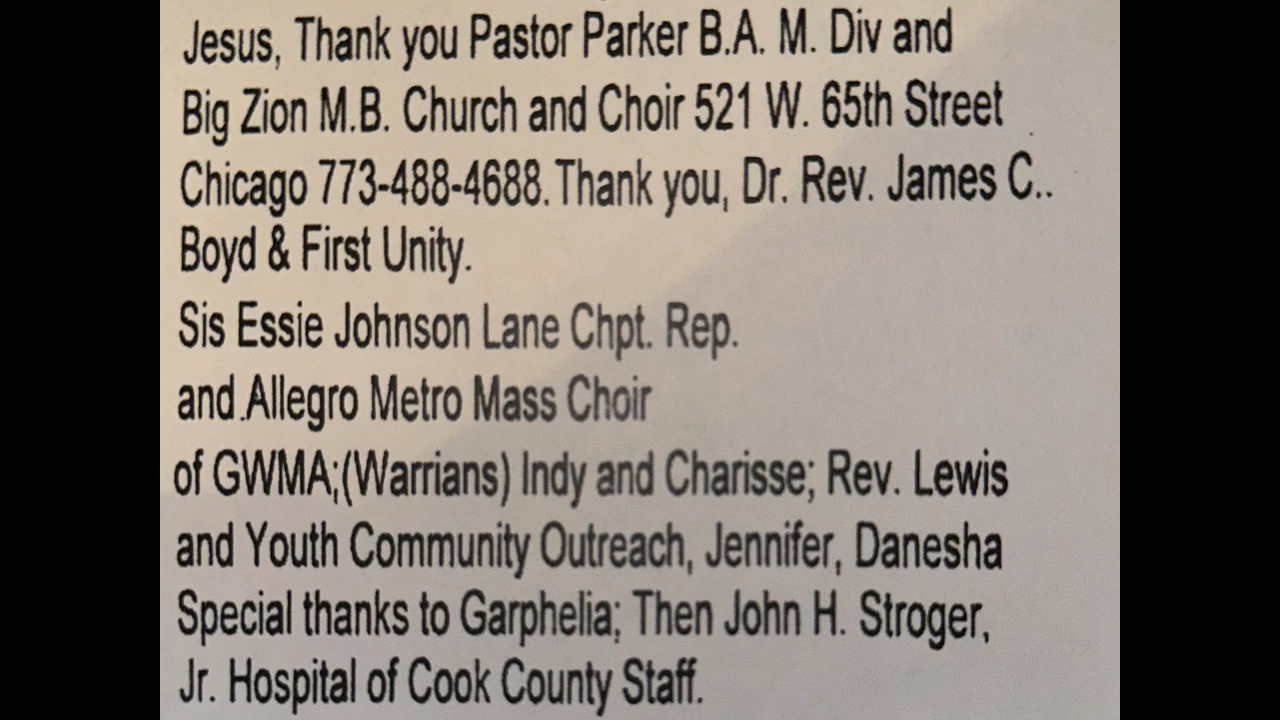 Jesus, Thank you Pastor Parker B.A. M. Div and
Big Zion M.B. Church and Choir 521 W. 65th Street
Chicago 773-488-4688. Thank you, Dr. Rev. James C..
Boyd & First Unity.
Sis Essie Johnson Lane Chpt. Rep.
and.Allegro Metro Mass Choir
of GWMA;(Warrians) Indy and Charisse; Rev. Lewis
and Youth Community Outreach, Jennifer, Danesha
Special thanks to Garphelia; Then John H. Stroger,
Jr. Hospital of Cook County Staff.